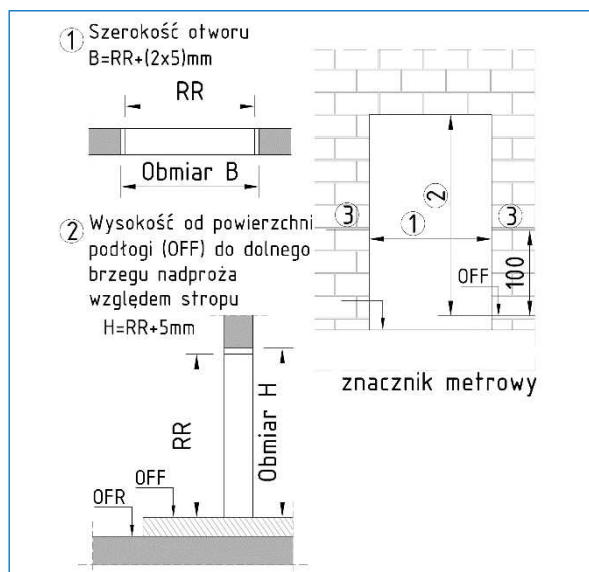 1 Szerokość otworu
B=RR+(2x5)mm
RR
Obmiar B
2 Wysokość od powierzchni
podłogi (OFF) do dolnego
brzegu nadproża
względem stropu
H=RR+5mm
RR
Obmiar H
OFF
OFR
3
1
2
3
OFF
100
znacznik metrowy